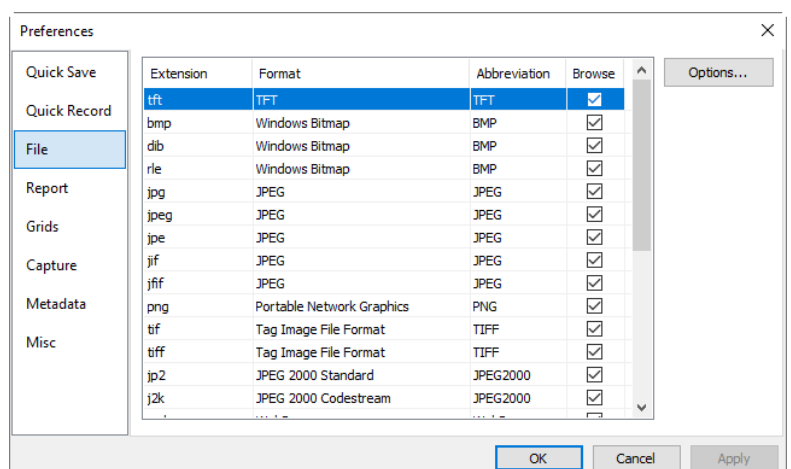 Preferences
Quick Save
Quick Record
File
Report
Grids
Capture
Metadata
Misc
Extension Format Abbreviation Browse
tft TFT TFT
bmp Windows Bitmap BMP
dib Windows Bitmap BMP
rle Windows Bitmap BMP
jpg JPEG JPEG
jpeg JPEG JPEG
jpe JPEG JPEG
jif JPEG JPEG
jfif JPEG JPEG
png Portable Network Graphics PNG
tif Tag Image File Format TIFF
tiff Tag Image File Format TIFF
jp2 JPEG 2000 Standard JPEG2000
j2k JPEG 2000 Codestream JPEG2000
Options...
OK Cancel Apply